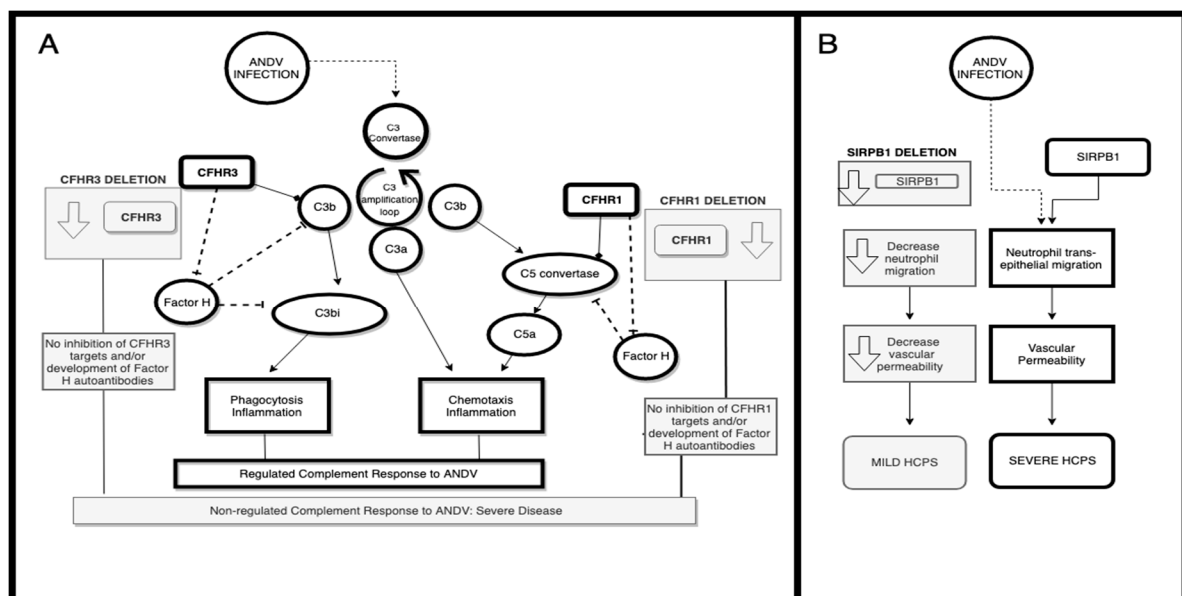 A
ANDV
INFECTION
C3
Convertase
CFHR3 DELETION
CFHR3
CFHR3
C3b
C3
amplification
loop
C3b
C3a
CFHR1
CFHR1 DELETION
CFHR1
C5 convertase
Factor H
C3bi
C5a
Factor H
No inhibition of CFHR3
targets and/or
development of Factor
H autoantibodies
Phagocytosis
Inflammation
Chemotaxis
Inflammation
No inhibition of CFHR1
targets and/or
development of Factor
H autoantibodies
Regulated Complement Response to ANDV
Non-regulated Complement Response to ANDV: Severe Disease
B
ANDV
INFECTION
SIRPB1 DELETION
SIRPB1
SIRPB1
Decrease
neutrophil
migration
Neutrophil trans-
epithelial migration
Decrease
vascular
permeability
Vascular
Permeability
MILD HCPS
SEVERE HCPS